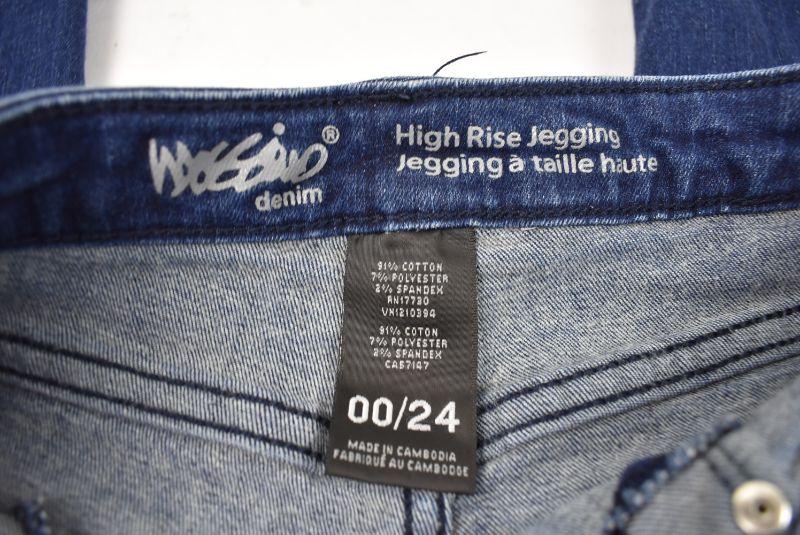 MOSSIMO®
denim
High Rise Jegging
Jegging à taille haute
91% COTTON
7% POLYESTER
2% SPANDEX
RN17730
VN1210394
91% COTON
7% POLYESTER
2% SPANDEX
CA57147
00/24
MADE IN CAMBODIA
FABRIQUÉ AU CAMBODGE